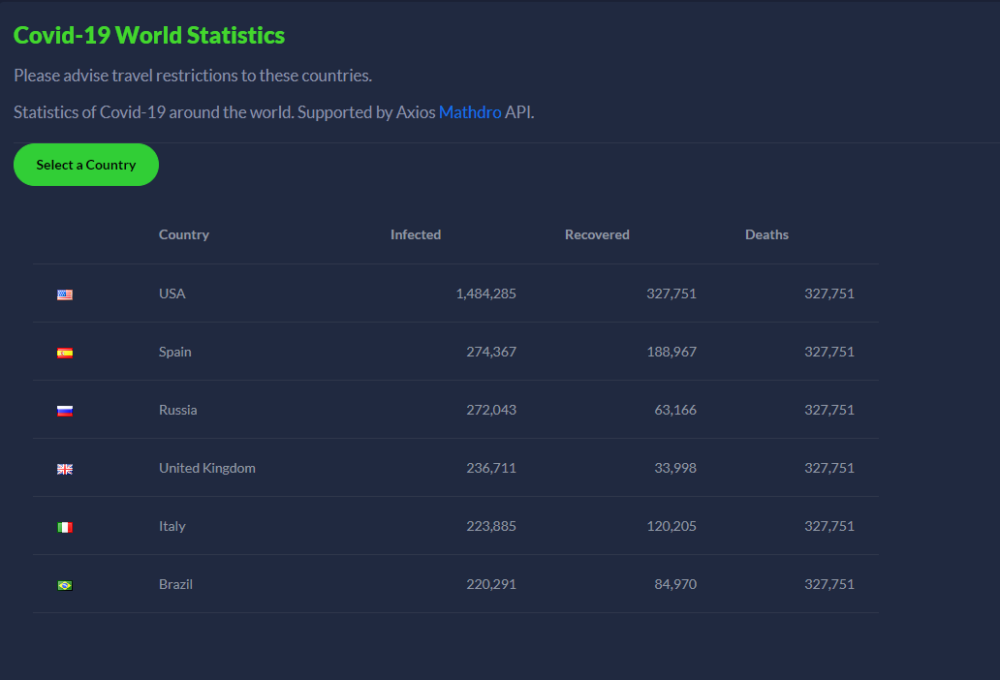 Covid-19 World Statistics
Please advise travel restrictions to these countries.
Statistics of Covid-19 around the world. Supported by Axios Mathdro API.
Select a Country
Country Infected Recovered Deaths
USA 1,484,285 327,751 327,751
Spain 274,367 188,967 327,751
Russia 272,043 63,166 327,751
United Kingdom 236,711 33,998 327,751
Italy 223,885 120,205 327,751
Brazil 220,291 84,970 327,751